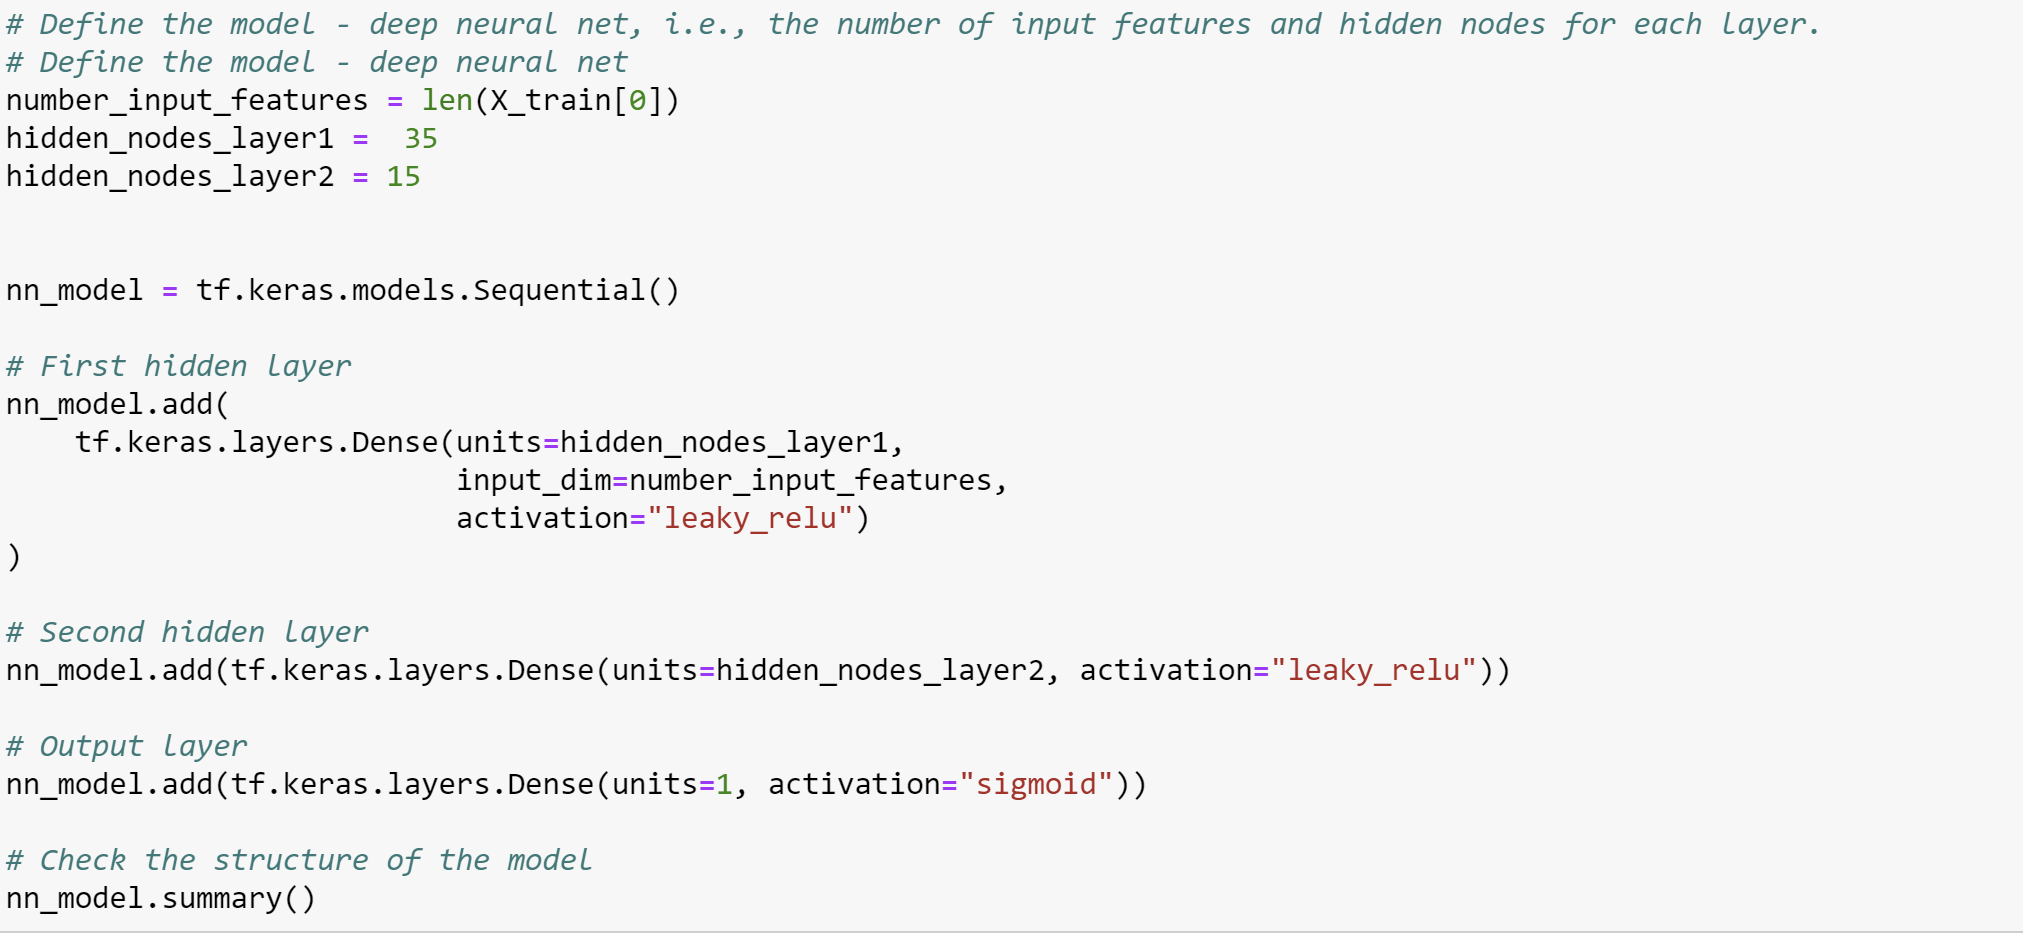 # Define the model - deep neural net, i.e., the number of input features and hidden nodes for each layer.
# Define the model - deep neural net
number_input_features = len(X_train[0])
hidden_nodes_layer1 =  35
hidden_nodes_layer2 = 15
nn_model = tf.keras.models.Sequential()
# First hidden layer
nn_model.add(
    tf.keras.layers.Dense(units=hidden_nodes_layer1,
                          input_dim=number_input_features,
                          activation="leaky_relu")
)
# Second hidden layer
nn_model.add(tf.keras.layers.Dense(units=hidden_nodes_layer2, activation="leaky_relu"))
# Output layer
nn_model.add(tf.keras.layers.Dense(units=1, activation="sigmoid"))
# Check the structure of the model
nn_model.summary()